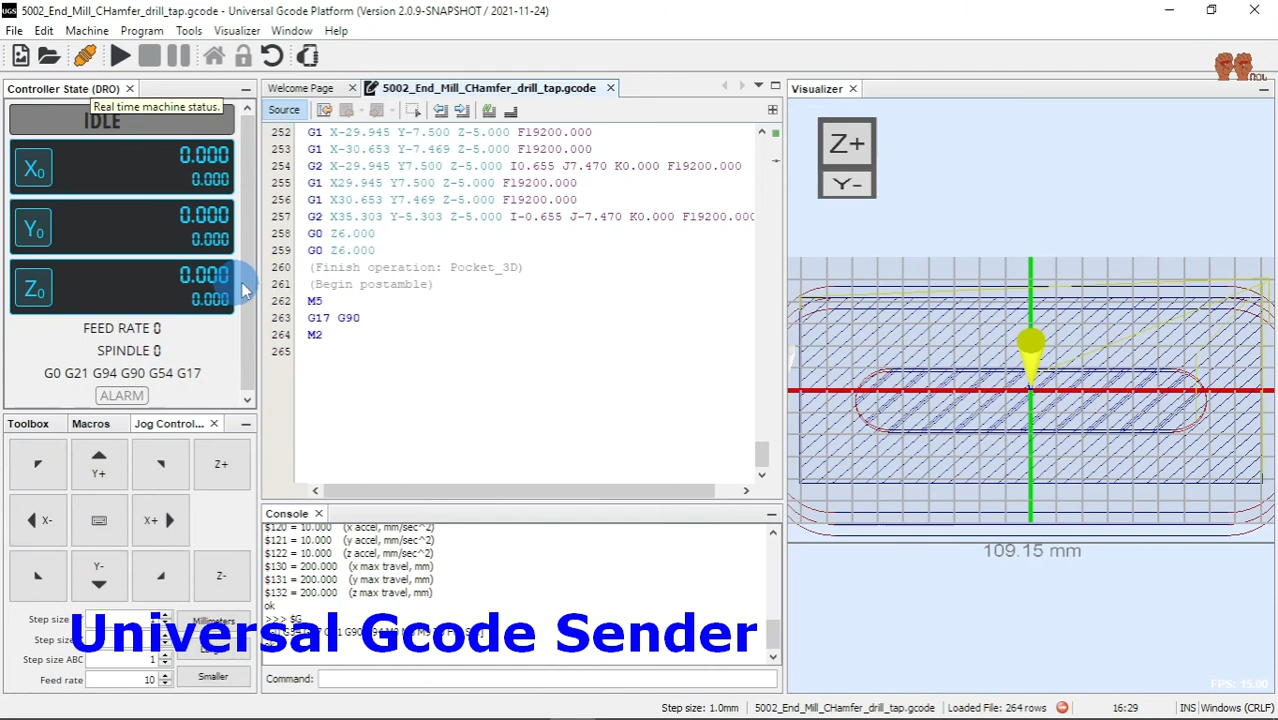 UGS
5002_End_Mill_CHamfer_drill_tap.gcode - Universal Gcode Platform (Version 2.0.9-SNAPSHOT / 2021-11-24)
File Edit Machine Program Tools Visualizer Window Help
Controller State (DRO)
Real time machine status.
IDLE
X0 0.000
0.000
Y0 0.000
0.000
Z0 0.000
0.000
FEED RATE 0
SPINDLE 0
G0 G21 G94 G90 G54 G17
ALARM
Toolbox Macros Jog Control...
Y+ Z+
X- X+
Y- Z-
Step size
Millimeters
Step size
Step size ABC 1
Feed rate 10
Smaller
Welcome Page 5002_End_Mill_CHamfer_drill_tap.gcode
Source
252 G1 X-29.945 Y-7.500 Z-5.000 F19200.000
253 G1 X-30.653 Y-7.469 Z-5.000 F19200.000
254 G2 X-29.945 Y7.500 Z-5.000 I0.655 J7.470 K0.000 F19200.000
255 G1 X29.945 Y7.500 Z-5.000 F19200.000
256 G1 X30.653 Y7.469 Z-5.000 F19200.000
257 G2 X35.303 Y-5.303 Z-5.000 I-0.655 J-7.470 K0.000 F19200.000
258 G0 Z6.000
259 G0 Z6.000
260 (Finish operation: Pocket_3D)
261 (Begin postamble)
262 M5
263 G17 G90
264 M2
265
Console
$120 = 10.000 (x accel, mm/sec^2)
$121 = 10.000 (y accel, mm/sec^2)
$122 = 10.000 (z accel, mm/sec^2)
$130 = 200.000 (x max travel, mm)
$131 = 200.000 (y max travel, mm)
$132 = 200.000 (z max travel, mm)
ok
>>> $G
Universal Gcode Sender
Command:
Visualizer
Z+
Y-
109.15 mm
FPS: 15.00
Step size: 1.0mm 5002_End_Mill_CHamfer_drill_tap.gcode Loaded File: 264 rows 16:29 INS Windows (CRLF)